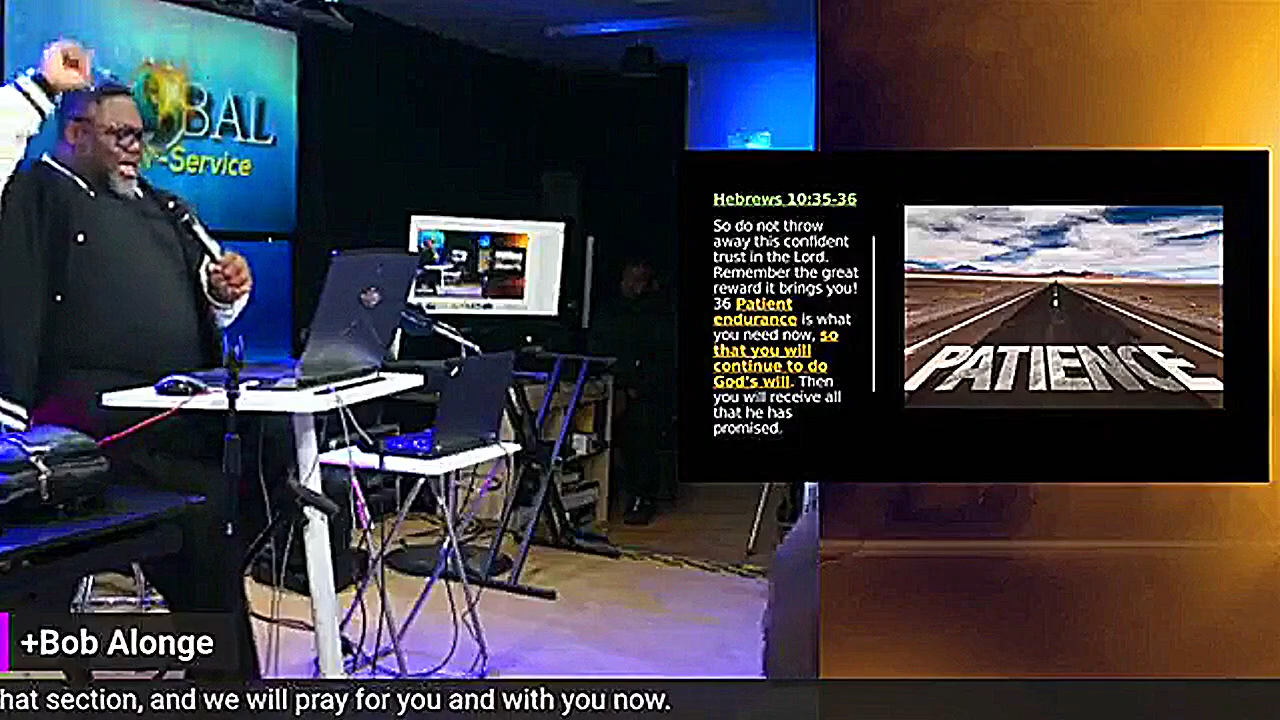 BAL
-Service
Hebrews 10:35-36
So do not throw
away this confident
trust in the Lord.
Remember the great
reward it brings you!
36 Patient
endurance is what
you need now, so
that you will
continue to do
God's will. Then
you will receive all
that he has
promised.
PATIENCE
+Bob Alonge
hat section, and we will pray for you and with you now.